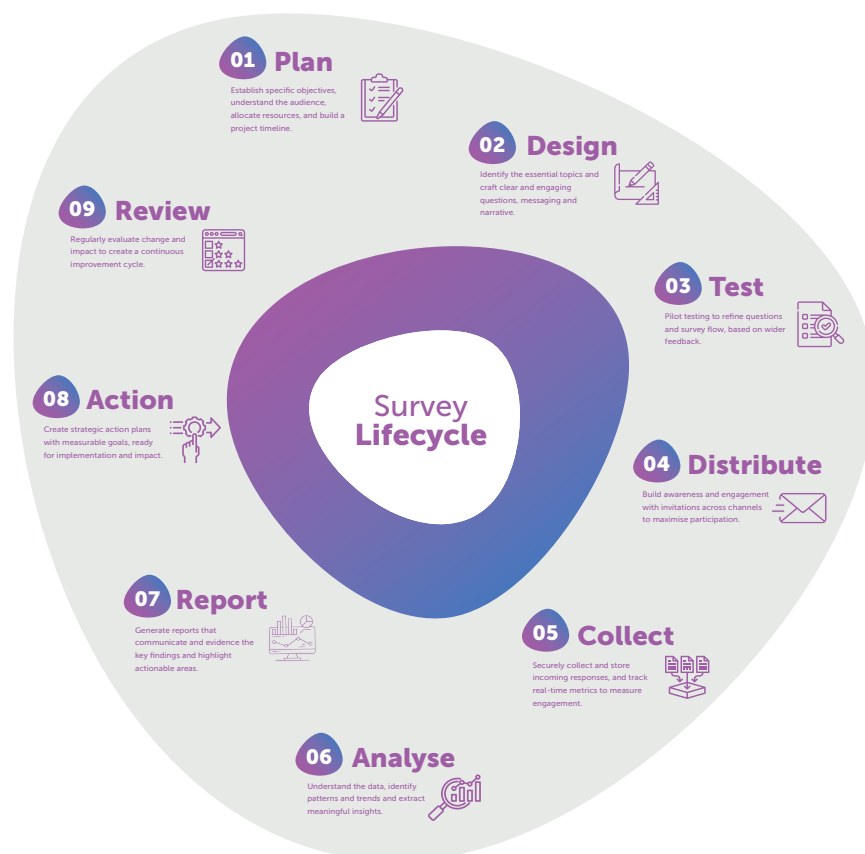 01 Plan
Establish specific objectives,
understand the audience,
allocate resources, and build a
project timeline.
02 Design
Identify the essential topics and
craft clear and engaging
questions, messaging and
narrative.
03 Test
Pilot testing to refine questions
and survey flow, based on wider
feedback.
04 Distribute
Build awareness and engagement
with invitations across channels
to maximise participation.
05 Collect
Securely collect and store
incoming responses, and track
real-time metrics to measure
engagement.
06 Analyse
Understand the data, identify
patterns and trends and extract
meaningful insights.
07 Report
Generate reports that
communicate and evidence the
key findings and highlight
actionable areas.
08 Action
Create strategic action plans
with measurable goals, ready
for implementation and impact.
09 Review
Regularly evaluate change and
impact to create a continuous
improvement cycle.
Survey
Lifecycle